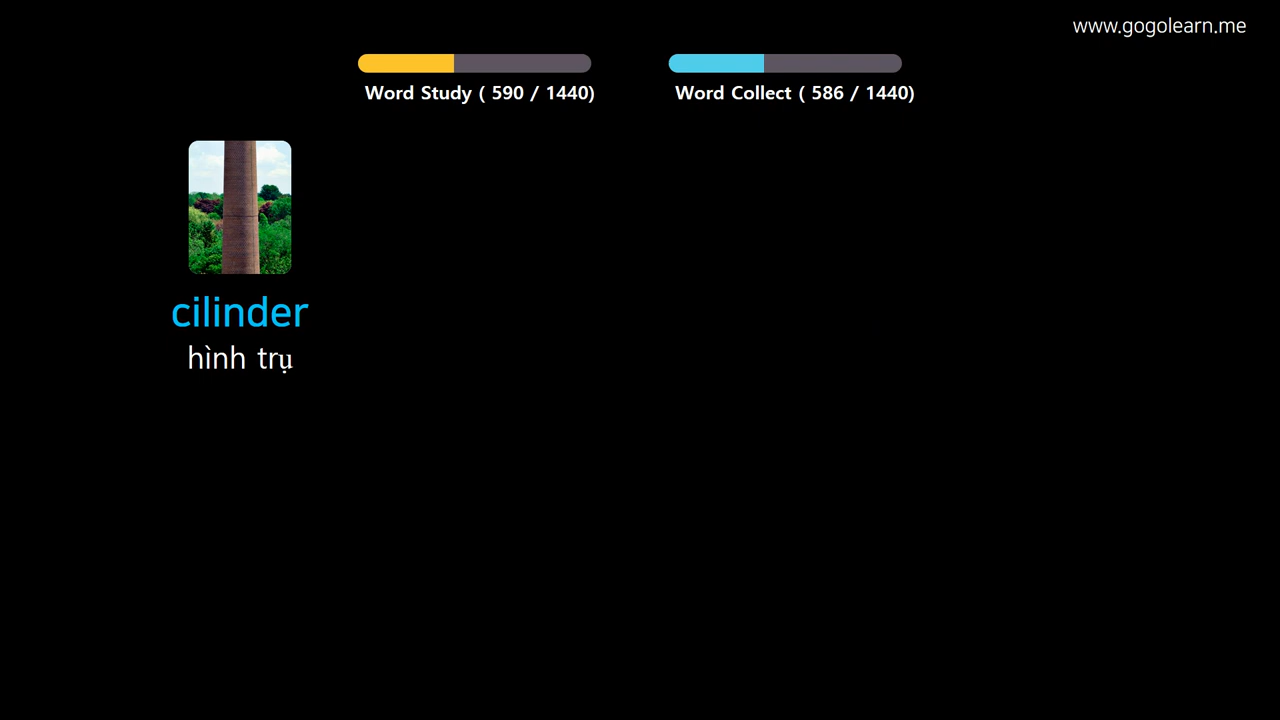 www.gogolearn.me
Word Study ( 590 / 1440)
Word Collect ( 586 / 1440)
cilinder
hình trụ